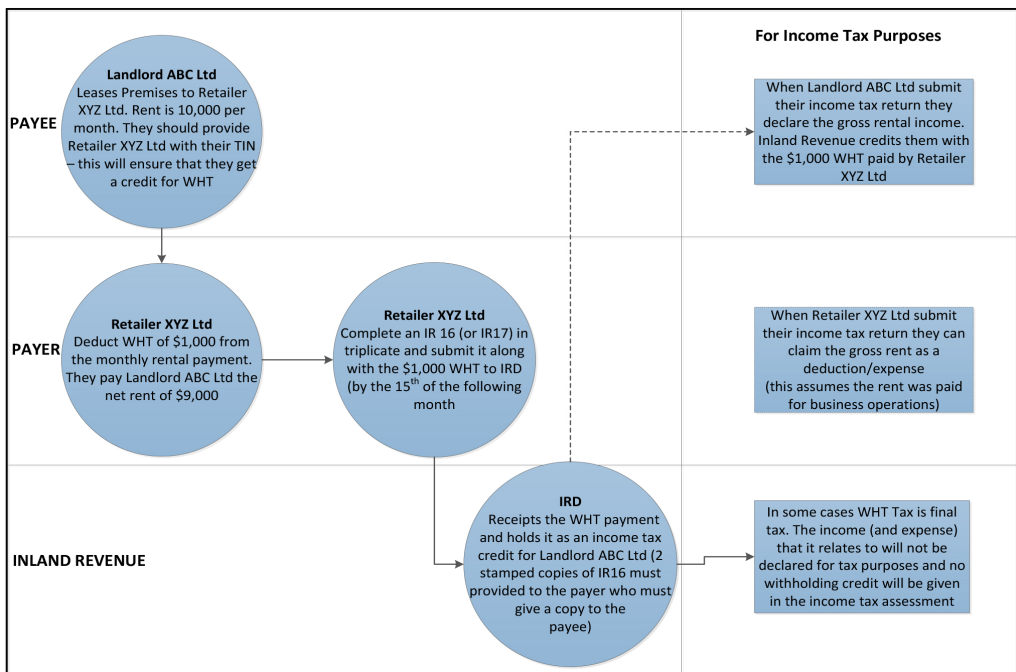 For Income Tax Purposes
PAYEE
Landlord ABC Ltd
Leases Premises to Retailer
XYZ Ltd. Rent is 10,000 per
month. They should provide
Retailer XYZ Ltd with their TIN
– this will ensure that they get
a credit for WHT
When Landlord ABC Ltd submit
their income tax return they
declare the gross rental income.
Inland Revenue credits them with
the $1,000 WHT paid by Retailer
XYZ Ltd
PAYER
Retailer XYZ Ltd
Deduct WHT of $1,000 from
the monthly rental payment.
They pay Landlord ABC Ltd the
net rent of $9,000
Retailer XYZ Ltd
Complete an IR 16 (or IR17) in
triplicate and submit it along
with the $1,000 WHT to IRD
(by the 15th of the following
month
When Retailer XYZ Ltd submit
their income tax return they can
claim the gross rent as a
deduction/expense
(this assumes the rent was paid
for business operations)
INLAND REVENUE
IRD
Receipts the WHT payment
and holds it as an income tax
credit for Landlord ABC Ltd (2
stamped copies of IR16 must
provided to the payer who must
give a copy to the
payee)
In some cases WHT Tax is final
tax. The income (and expense)
that it relates to will not be
declared for tax purposes and no
withholding credit will be given
in the income tax assessment